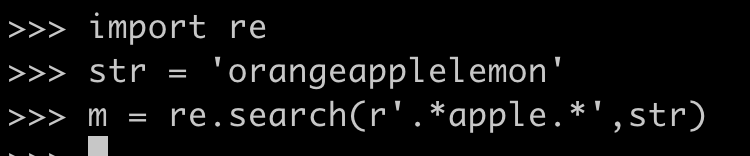 >>> import re
>>> str = 'orangeapplelemon'
>>> m = re.search(r'.*apple.*',str)
>>>